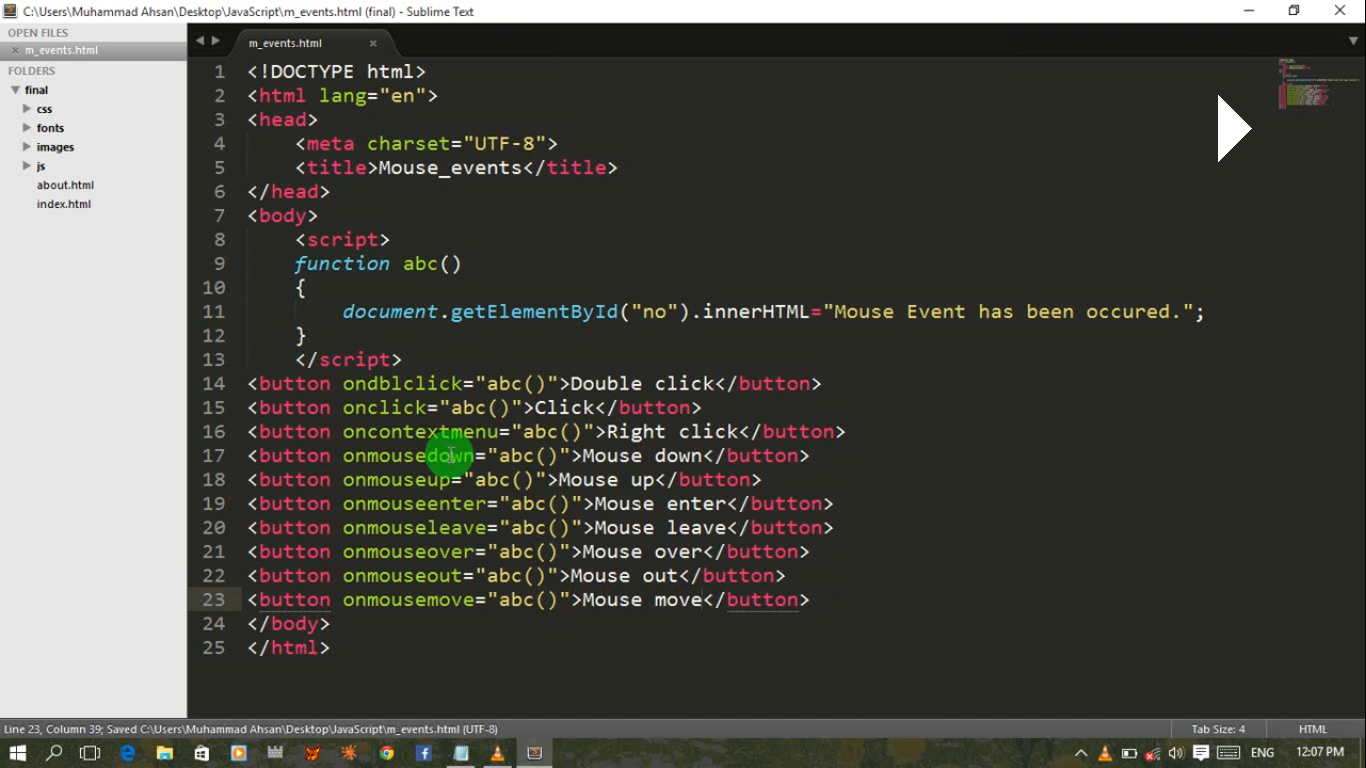 C:\Users\Muhammad Ahsan\Desktop\JavaScript\m_events.html (final) - Sublime Text
OPEN FILES
m_events.html
FOLDERS
final
css
fonts
images
js
about.html
index.html
m_events.html
1 <!DOCTYPE html>
2 <html lang="en">
3 <head>
4 <meta charset="UTF-8">
5 <title>Mouse_events</title>
6 </head>
7 <body>
8 <script>
9 function abc()
10 {
11 document.getElementById("no").innerHTML="Mouse Event has been occured.";
12 }
13 </script>
14 <button ondblclick="abc()">Double click</button>
15 <button onclick="abc()">Click</button>
16 <button oncontextmenu="abc()">Right click</button>
17 <button onmousedown="abc()">Mouse down</button>
18 <button onmouseup="abc()">Mouse up</button>
19 <button onmouseenter="abc()">Mouse enter</button>
20 <button onmouseleave="abc()">Mouse leave</button>
21 <button onmouseover="abc()">Mouse over</button>
22 <button onmouseout="abc()">Mouse out</button>
23 <button onmousemove="abc()">Mouse move</button>
24 </body>
25 </html>
Line 23, Column 39; Saved C:\Users\Muhammad Ahsan\Desktop\JavaScript\m_events.html (UTF-8)
Tab Size: 4
HTML
ENG
12:07 PM